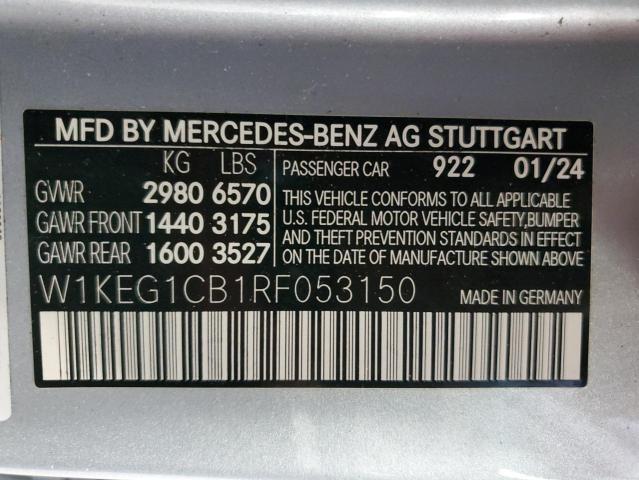 MFD BY MERCEDES-BENZ AG STUTTGART
KG LBS
PASSENGER CAR 922 01/24
GVWR 2980 6570
GAWR FRONT 1440 3175
GAWR REAR 1600 3527
THIS VEHICLE CONFORMS TO ALL APPLICABLE
U.S. FEDERAL MOTOR VEHICLE SAFETY,BUMPER
AND THEFT PREVENTION STANDARDS IN EFFECT
ON THE DATE OF MANUFACTURE SHOWN ABOVE
W1KEG1CB1RF053150 MADE IN GERMANY